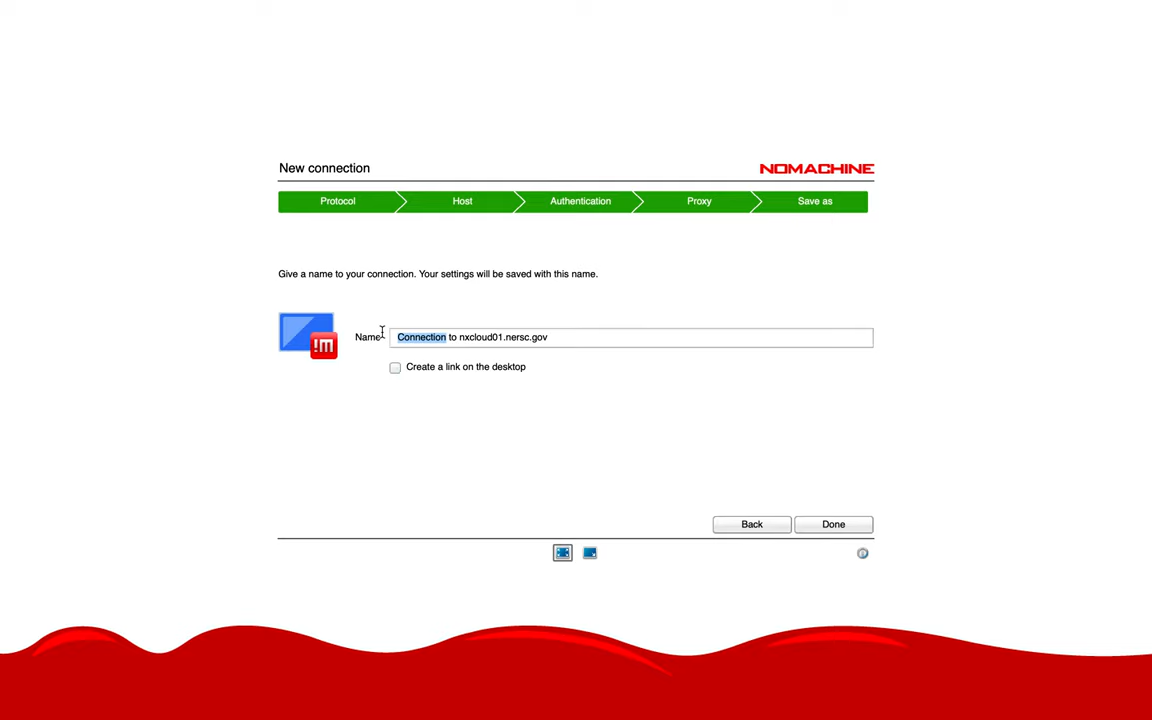 New connection
NOMACHINE
Protocol
Host
Authentication
Proxy
Save as
Give a name to your connection. Your settings will be saved with this name.
!M
Name
Connection to nxcloud01.nersc.gov
Create a link on the desktop
Back
Done